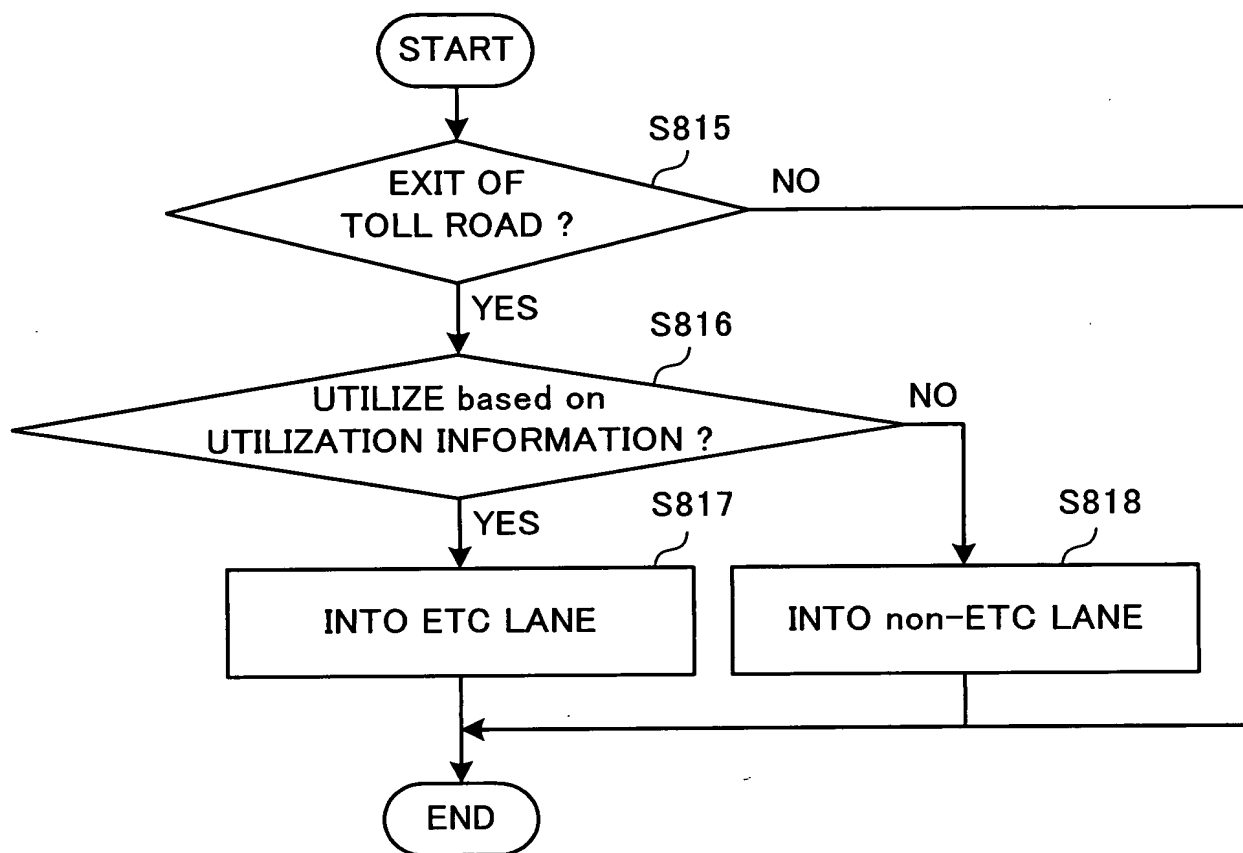 START
S815
EXIT OF
TOLL ROAD ?
NO
YES
S816
UTILIZE based on
UTILIZATION INFORMATION ?
NO
YES
S817
S818
INTO ETC LANE
INTO non-ETC LANE
END